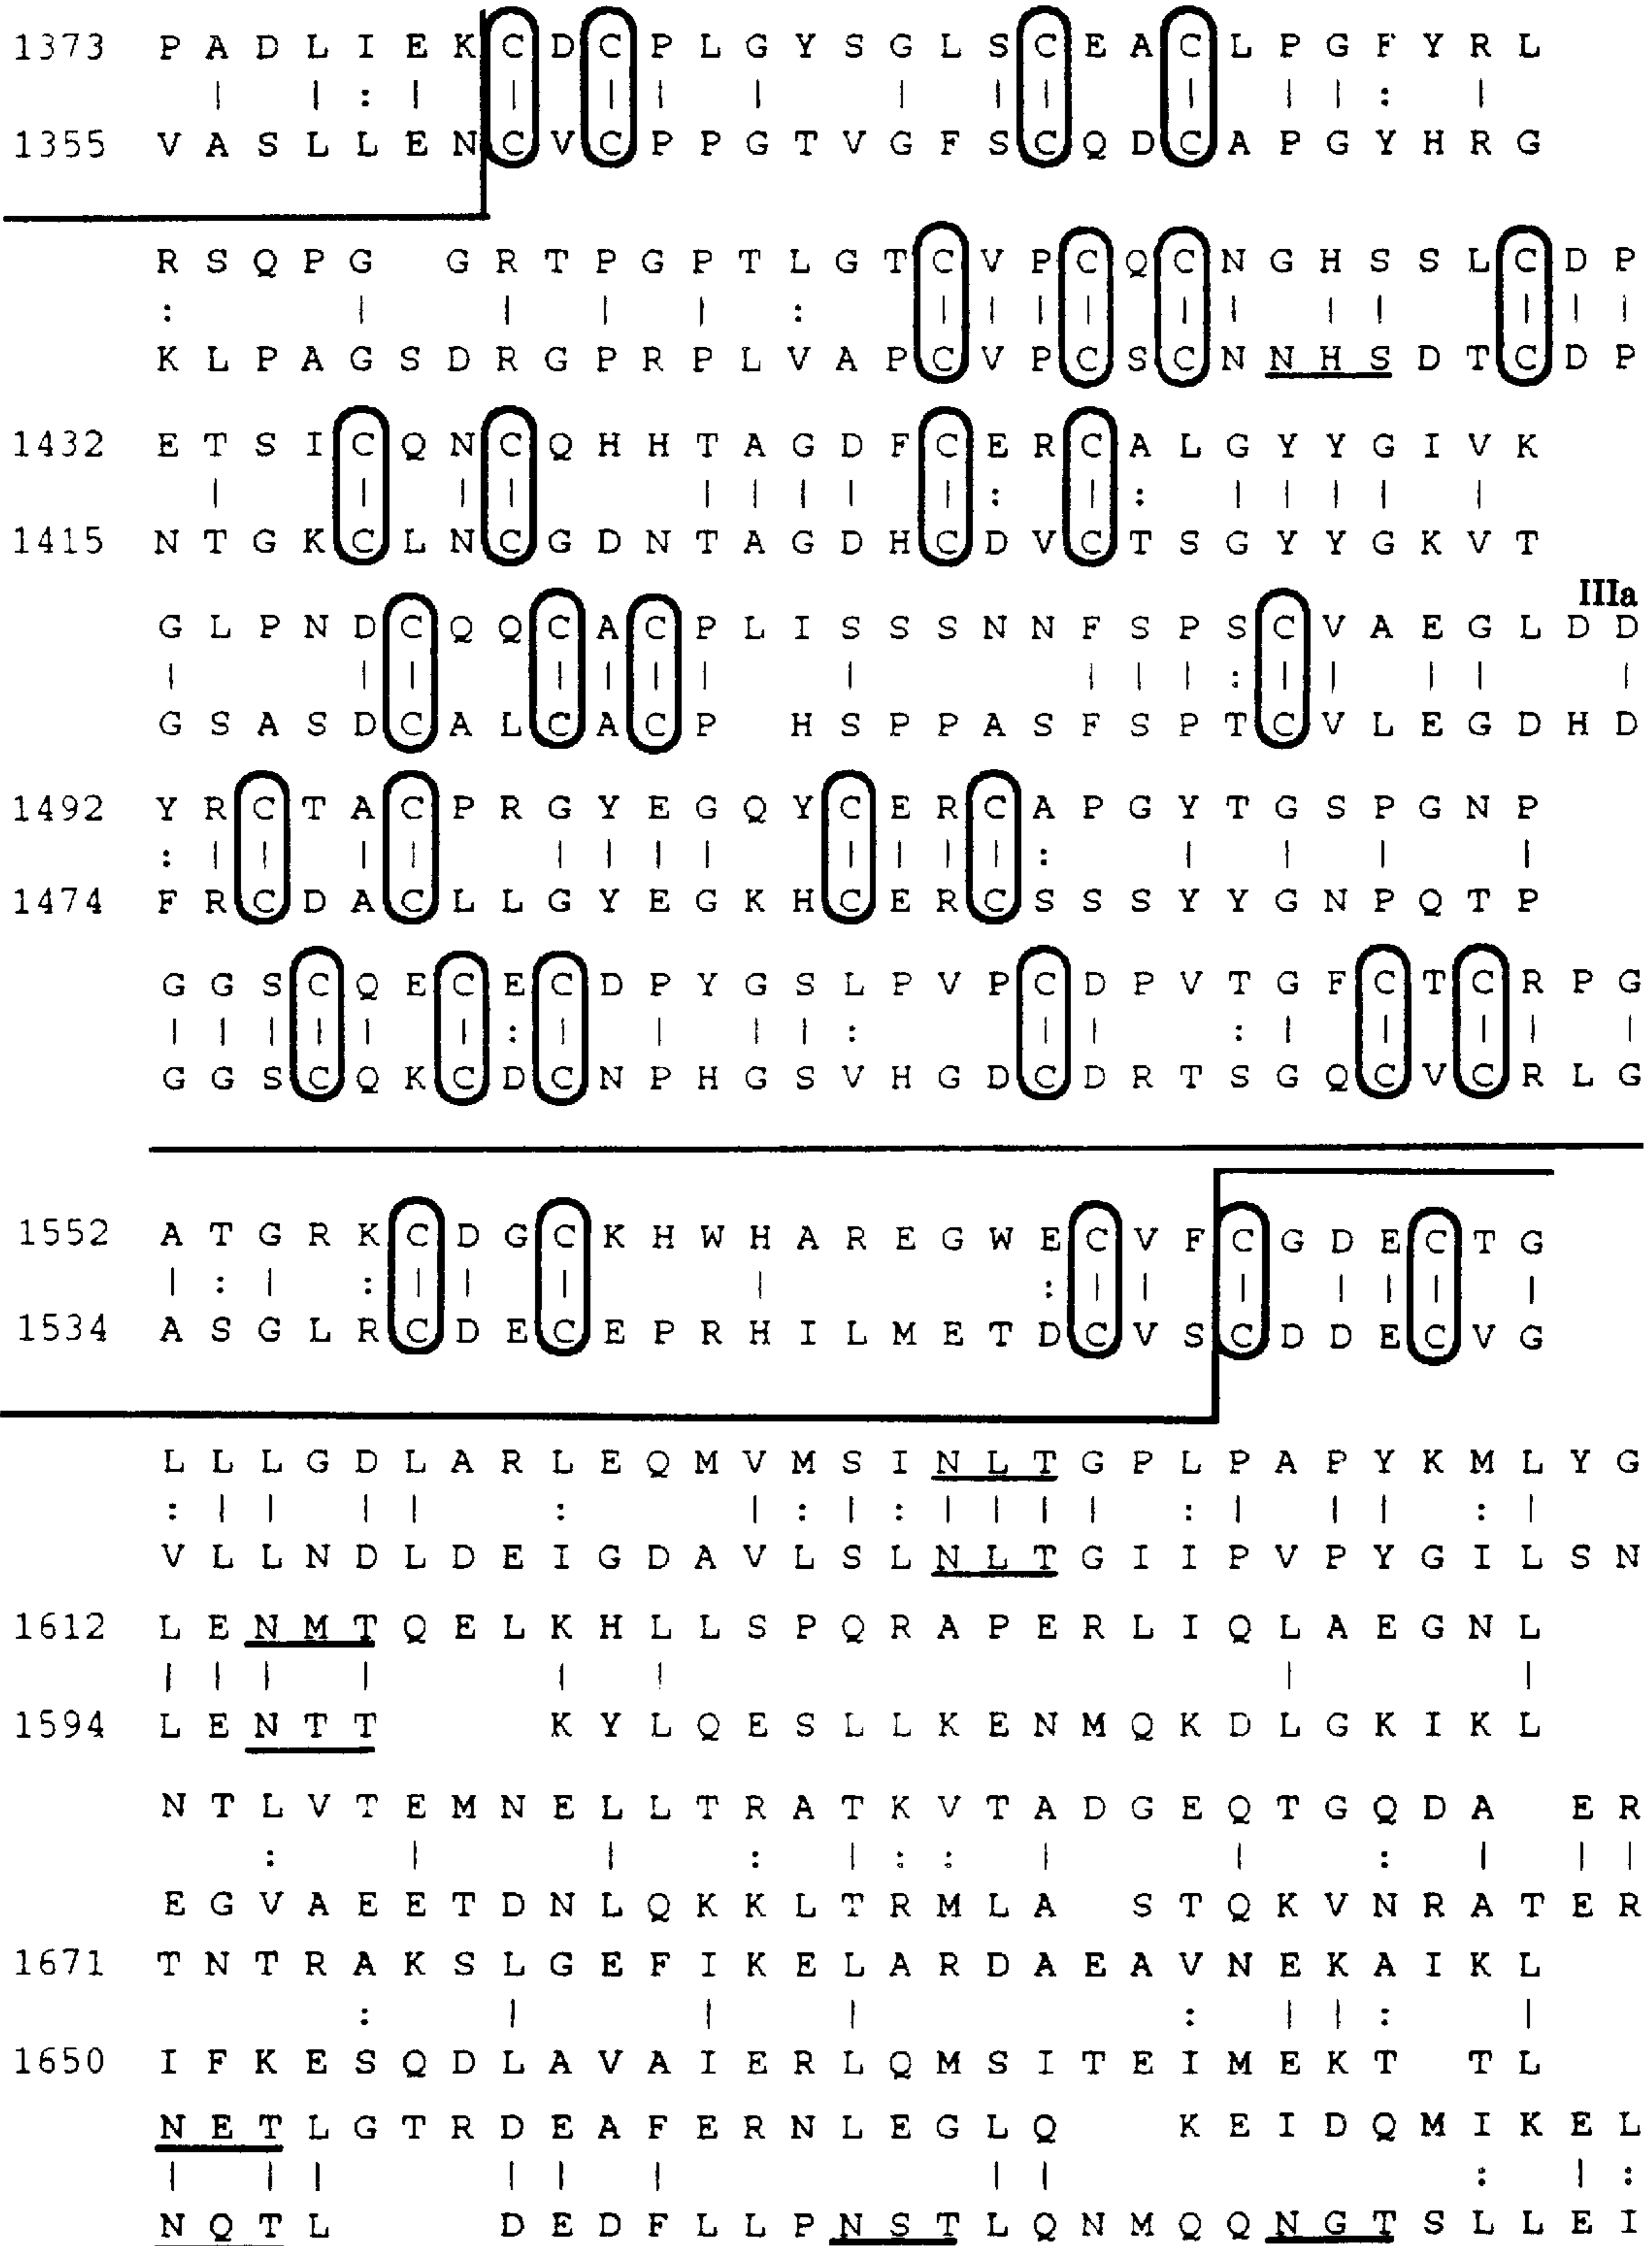 1373 P A D L I E K C D C P L G Y S G L S C E A C L P G F Y R L
| | : | | | | | | | | | | | : |
1355 V A S L L E N C V C P P G T V G F S C Q D C A P G Y H R G
R S Q P G G R T P G P T L G T C V P C Q C N G H S S L C D P
: | | | | : | | | | | | | | | | |
K L P A G S D R G P R P L V A P C V P C S C N N H S D T C D P
1432 E T S I C Q N C Q H H T A G D F C E R C A L G Y Y G I V K
| | | | | | | | | : | : | | | | |
1415 N T G K C L N C G D N T A G D H C D V C T S G Y Y G K V T
IIIa
G L P N D C Q Q C A C P L I S S S N N F S P S C V A E G L D D
| | | | | | | | | | | : | | | | |
G S A S D C A L C A C P H S P P A S F S P T C V L E G D H D
1492 Y R C T A C P R G Y E G Q Y C E R C A P G Y T G S P G N P
: | | | | | | | | | | | | : | | | |
1474 F R C D A C L L G Y E G K H C E R C S S S Y Y G N P Q T P
G G S C Q E C E C D P Y G S L P V P C D P V T G F C T C R P G
| | | | | | : | | | | : | | : | | | | |
G G S C Q K C D C N P H G S V H G D C D R T S G Q C V C R L G
1552 A T G R K C D G C K H W H A R E G W E C V F C G D E C T G
| : | : | | | | : | | | | | | |
1534 A S G L R C D E C E P R H I L M E T D C V S C D D E C V G
L L L G D L A R L E Q M V M S I N L T G P L P A P Y K M L Y G
: | | | | : | : | : | | | | : | | | : |
V L L N D L D E I G D A V L S L N L T G I I P V P Y G I L S N
1612 L E N M T Q E L K H L L S P Q R A P E R L I Q L A E G N L
| | | | | | | |
1594 L E N T T K Y L Q E S L L K E N M Q K D L G K I K L
N T L V T E M N E L L T R A T K V T A D G E Q T G Q D A E R
: | | : | : : | | : | | |
E G V A E E T D N L Q K K L T R M L A S T Q K V N R A T E R
1671 T N T R A K S L G E F I K E L A R D A E A V N E K A I K L
: | | | : | | : |
1650 I F K E S Q D L A V A I E R L Q M S I T E I M E K T T L
N E T L G T R D E A F E R N L E G L Q K E I D Q M I K E L
| | | | | | | | : | :
N Q T L D E D F L L P N S T L Q N M Q Q N G T S L L E I